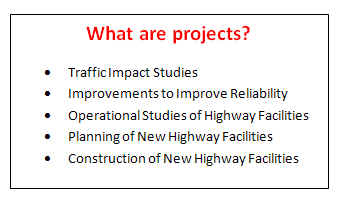 What are projects?
• Traffic Impact Studies
• Improvements to Improve Reliability
• Operational Studies of Highway Facilities
• Planning of New Highway Facilities
• Construction of New Highway Facilities